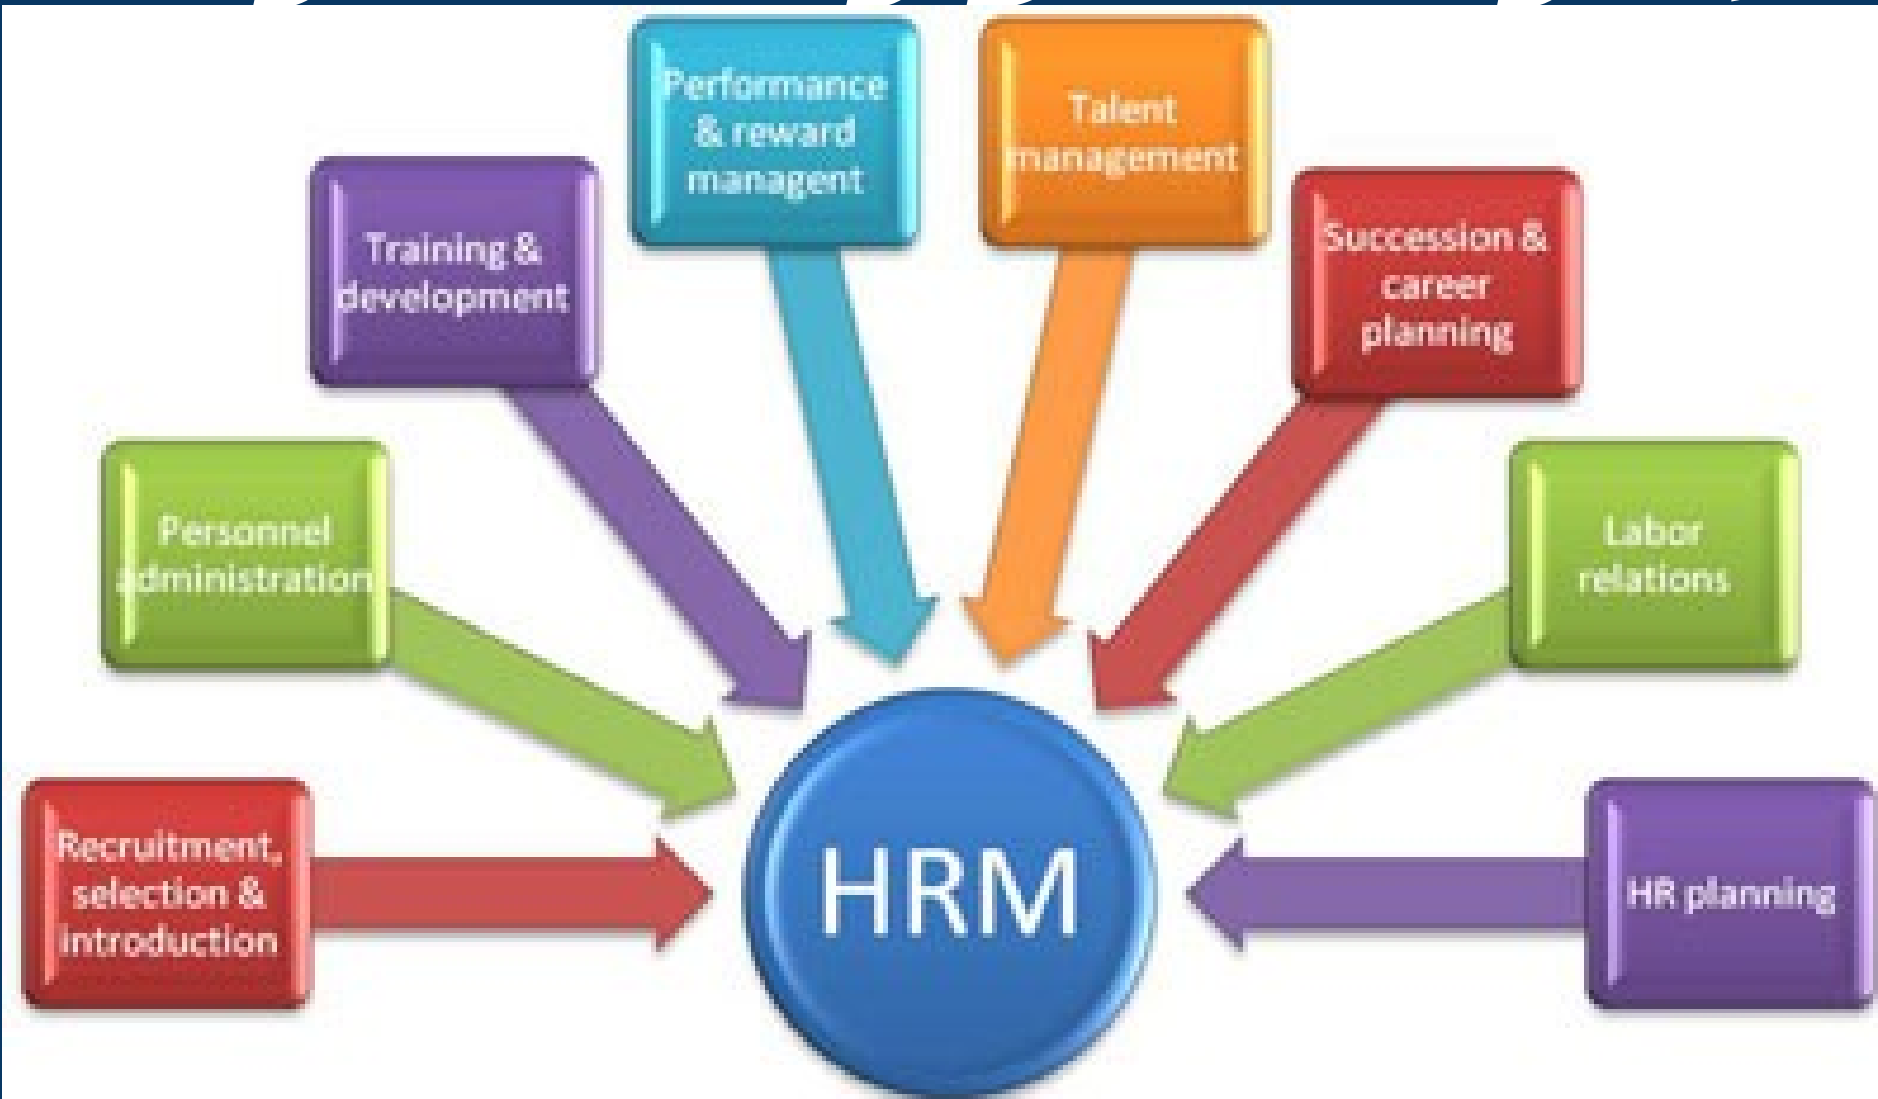 Performance
& reward
managent
Talent
management
Training &
development
Succession &
career
planning
Personnel
administration
Labor
relations
Recruitment,
selection &
introduction
HRM
HR planning